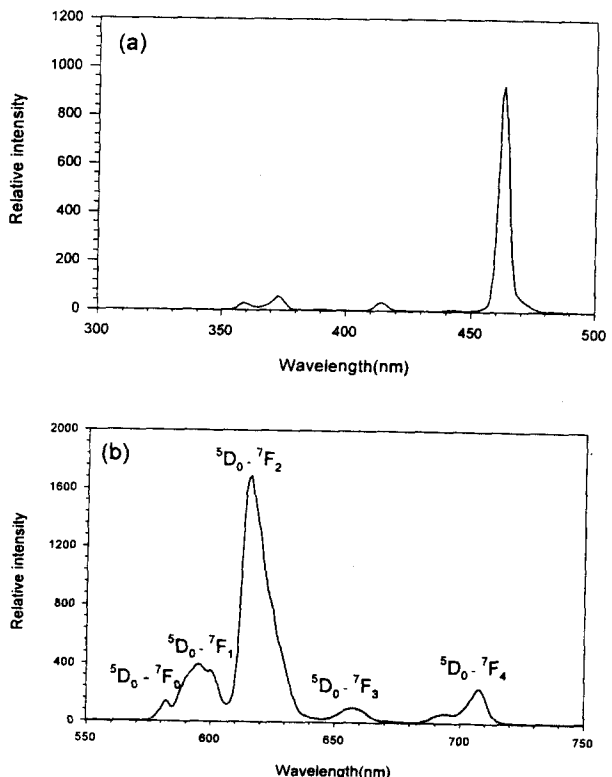 (a)
Relative intensity
1200
1000
800
600
400
200
0
300 350 400 450 500
Wavelength(nm)
(b)
Relative intensity
2000
1600
1200
800
400
0
⁵D₀ - ⁷F₂
⁵D₀ - ⁷F₁
⁵D₀ - ⁷F₀
⁵D₀ - ⁷F₃
⁵D₀ - ⁷F₄
550 600 650 700 750
Wavelength(nm)